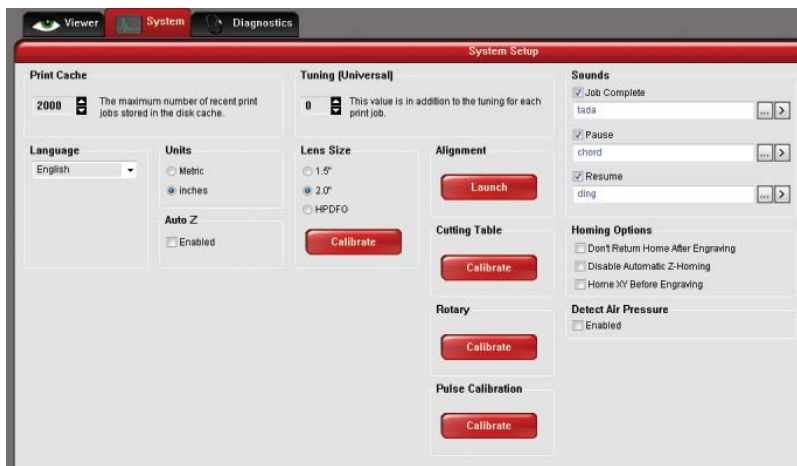 Viewer
System
Diagnostics
System Setup
Print Cache
2000
The maximum number of recent print
jobs stored in the disk cache.
Tuning (Universal)
0
This value is in addition to the tuning for each
print job.
Sounds
Job Complete
tada
...
>
Pause
chord
...
>
Resume
ding
...
>
Language
English
Units
Metric
inches
Auto Z
Enabled
Lens Size
1.5"
2.0"
HPDFO
Calibrate
Alignment
Launch
Cutting Table
Calibrate
Rotary
Calibrate
Pulse Calibration
Calibrate
Homing Options
Don't Return Home After Engraving
Disable Automatic Z-Homing
Home XY Before Engraving
Detect Air Pressure
Enabled